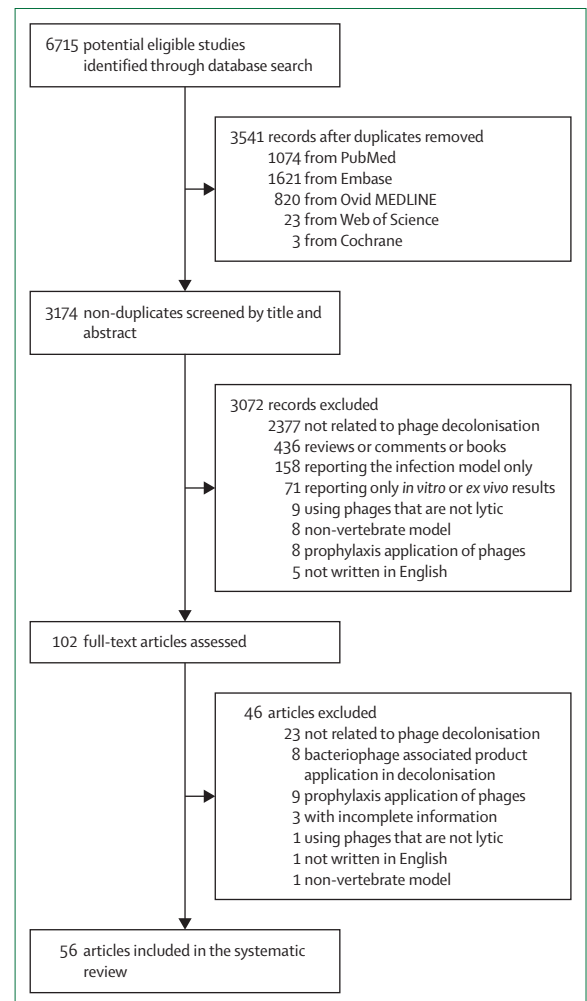 6715 potential eligible studies
identified through database search
3541 records after duplicates removed
1074 from PubMed
1621 from Embase
820 from Ovid MEDLINE
23 from Web of Science
3 from Cochrane
3174 non-duplicates screened by title and
abstract
3072 records excluded
2377 not related to phage decolonisation
436 reviews or comments or books
158 reporting the infection model only
71 reporting only in vitro or ex vivo results
9 using phages that are not lytic
8 non-vertebrate model
8 prophylaxis application of phages
5 not written in English
102 full-text articles assessed
46 articles excluded
23 not related to phage decolonisation
8 bacteriophage associated product
application in decolonisation
9 prophylaxis application of phages
3 with incomplete information
1 using phages that are not lytic
1 not written in English
1 non-vertebrate model
56 articles included in the systematic
review